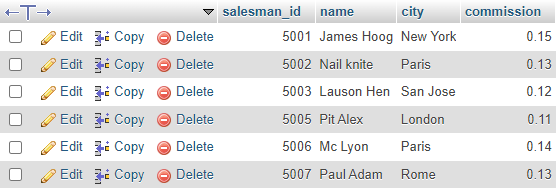 salesman_id name city commission
Edit Copy Delete 5001 James Hoog New York 0.15
Edit Copy Delete 5002 Nail knite Paris 0.13
Edit Copy Delete 5003 Lauson Hen San Jose 0.12
Edit Copy Delete 5005 Pit Alex London 0.11
Edit Copy Delete 5006 Mc Lyon Paris 0.14
Edit Copy Delete 5007 Paul Adam Rome 0.13